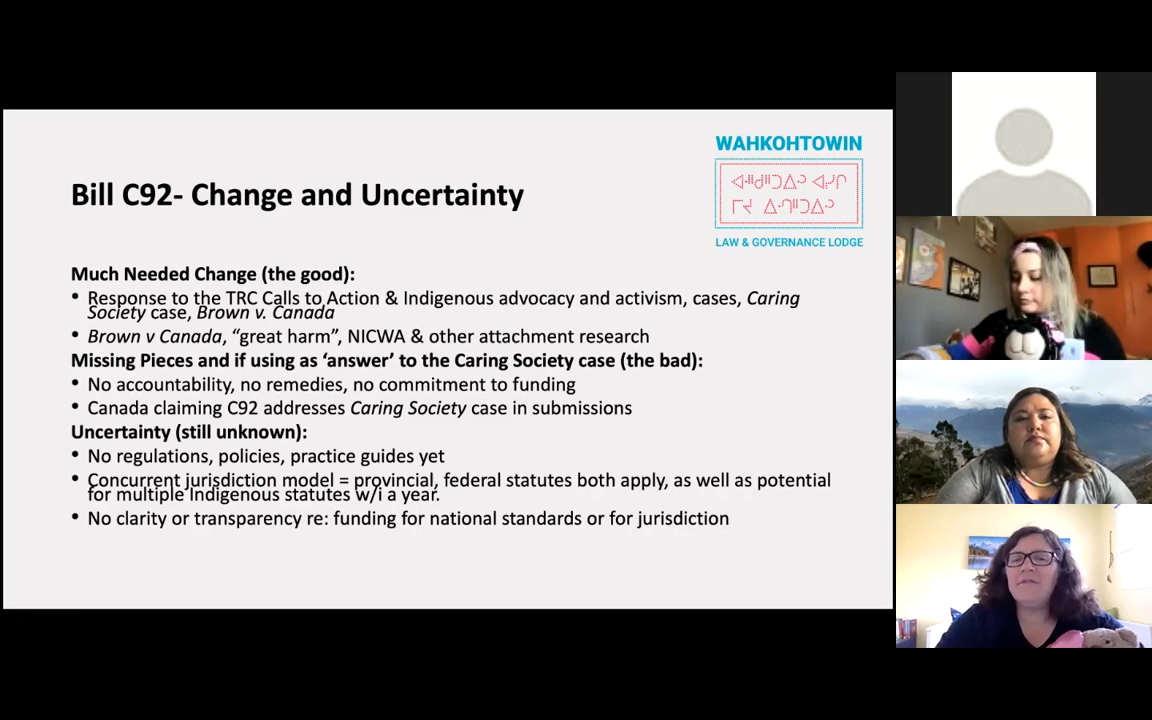 WAHKOHTOWIN
ᐊᐧᐦᑯᐦᑐᐃᐧᐣ ᐊᓯᒋ
ᒥᔪ ᐃᐧᒉᐦᑐᐃᐧᐣ
LAW & GOVERNANCE LODGE
Bill C92- Change and Uncertainty
Much Needed Change (the good):
• Response to the TRC Calls to Action & Indigenous advocacy and activism, cases, Caring
Society case, Brown v. Canada
• Brown v Canada, “great harm”, NICWA & other attachment research
Missing Pieces and if using as ‘answer’ to the Caring Society case (the bad):
• No accountability, no remedies, no commitment to funding
• Canada claiming C92 addresses Caring Society case in submissions
Uncertainty (still unknown):
• No regulations, policies, practice guides yet
• Concurrent jurisdiction model = provincial, federal statutes both apply, as well as potential
for multiple Indigenous statutes w/i a year.
• No clarity or transparency re: funding for national standards or for jurisdiction